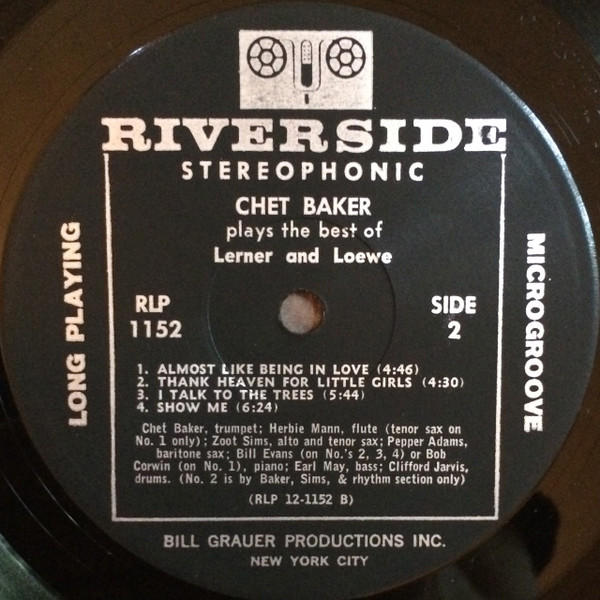 RIVERSIDE
STEREOPHONIC
CHET BAKER
plays the best of
Lerner and Loewe
LONG PLAYING
MICROGROOVE
RLP
1152
SIDE
2
1. ALMOST LIKE BEING IN LOVE (4:46)
2. THANK HEAVEN FOR LITTLE GIRLS (4:30)
3. I TALK TO THE TREES (5:44)
4. SHOW ME (6:24)
Chet Baker, trumpet; Herbie Mann, flute (tenor sax on
No. 1 only); Zoot Sims, alto and tenor sax; Pepper Adams,
baritone sax; Bill Evans (on No.'s 2, 3, 4) or Bob
Corwin (on No. 1), piano; Earl May, bass; Clifford Jarvis,
drums. (No. 2 is by Baker, Sims, & rhythm section only)
(RLP 12-1152 B)
BILL GRAUER PRODUCTIONS INC.
NEW YORK CITY